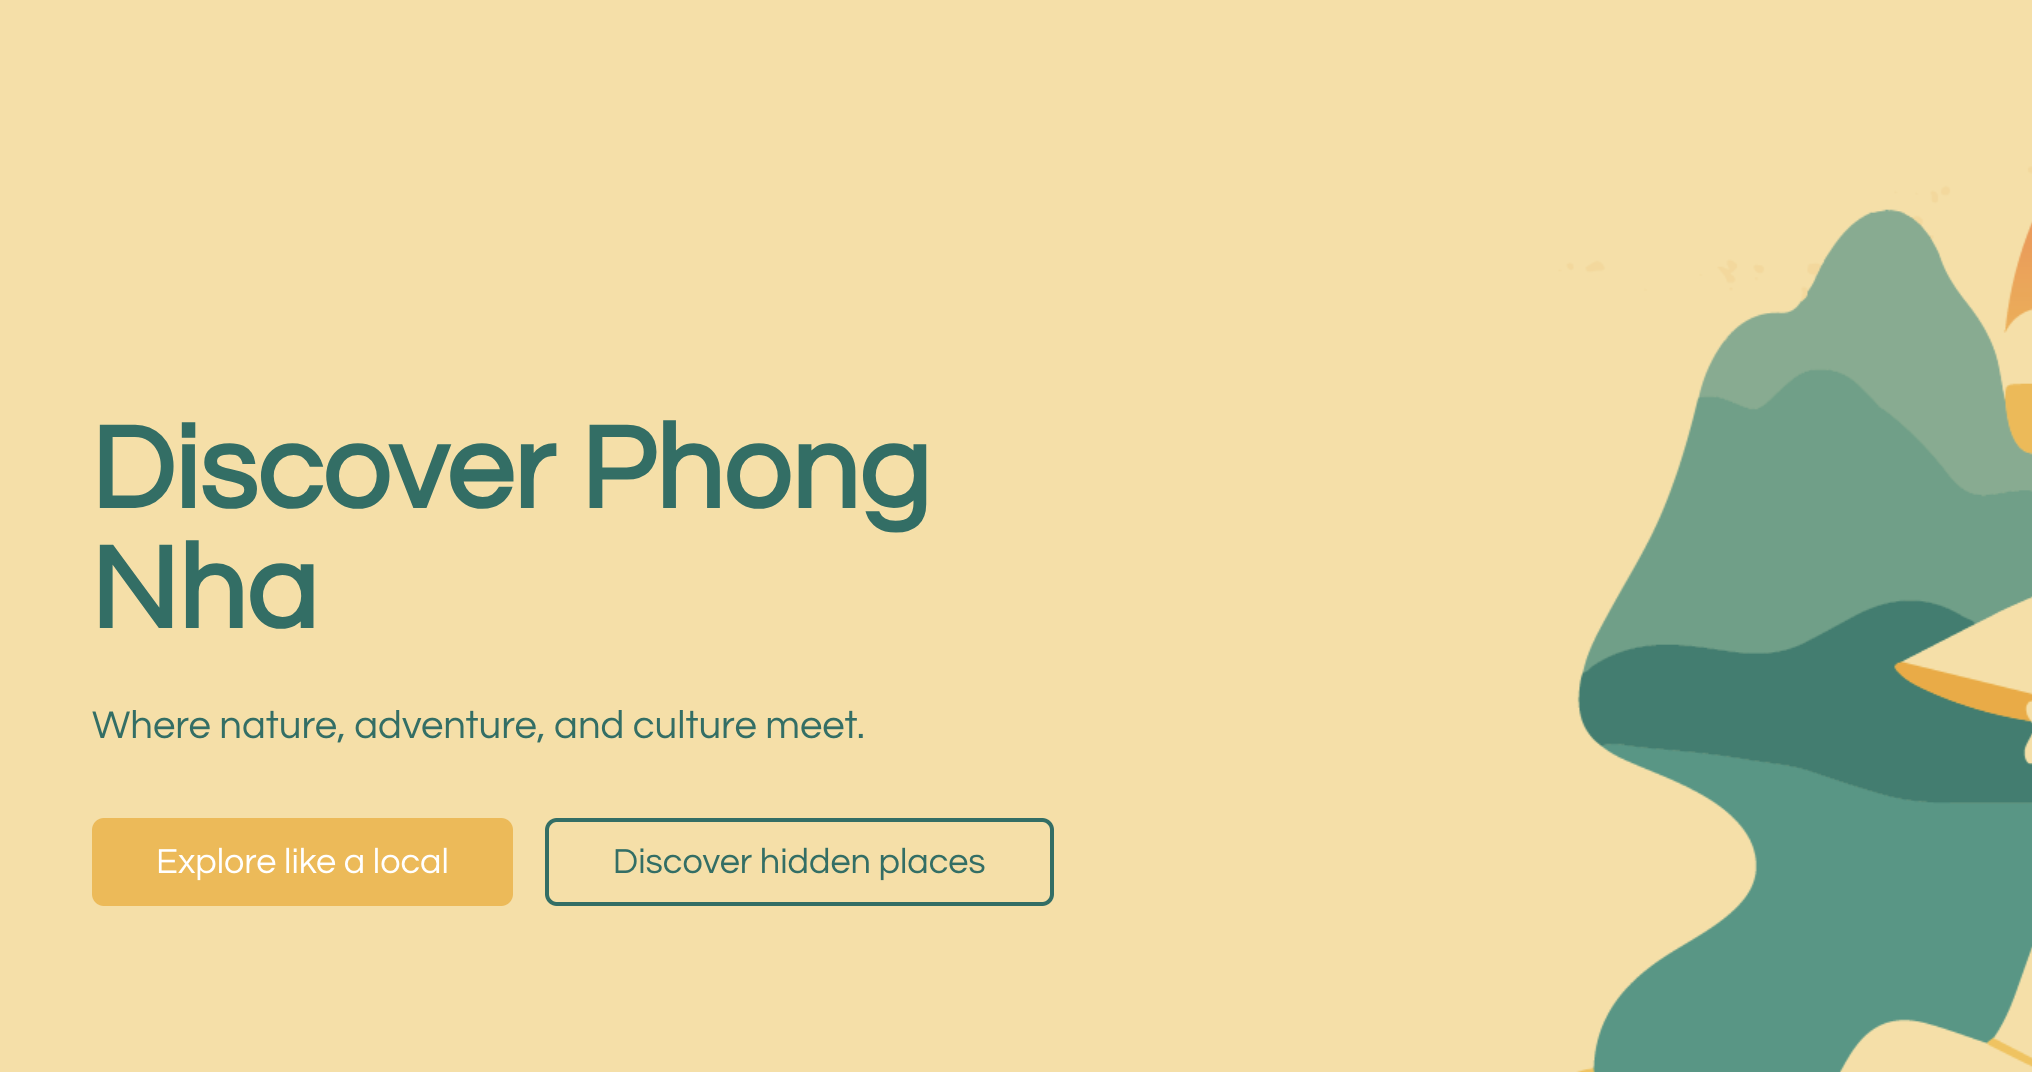 Discover Phong
Nha
Where nature, adventure, and culture meet.
Explore like a local
Discover hidden places